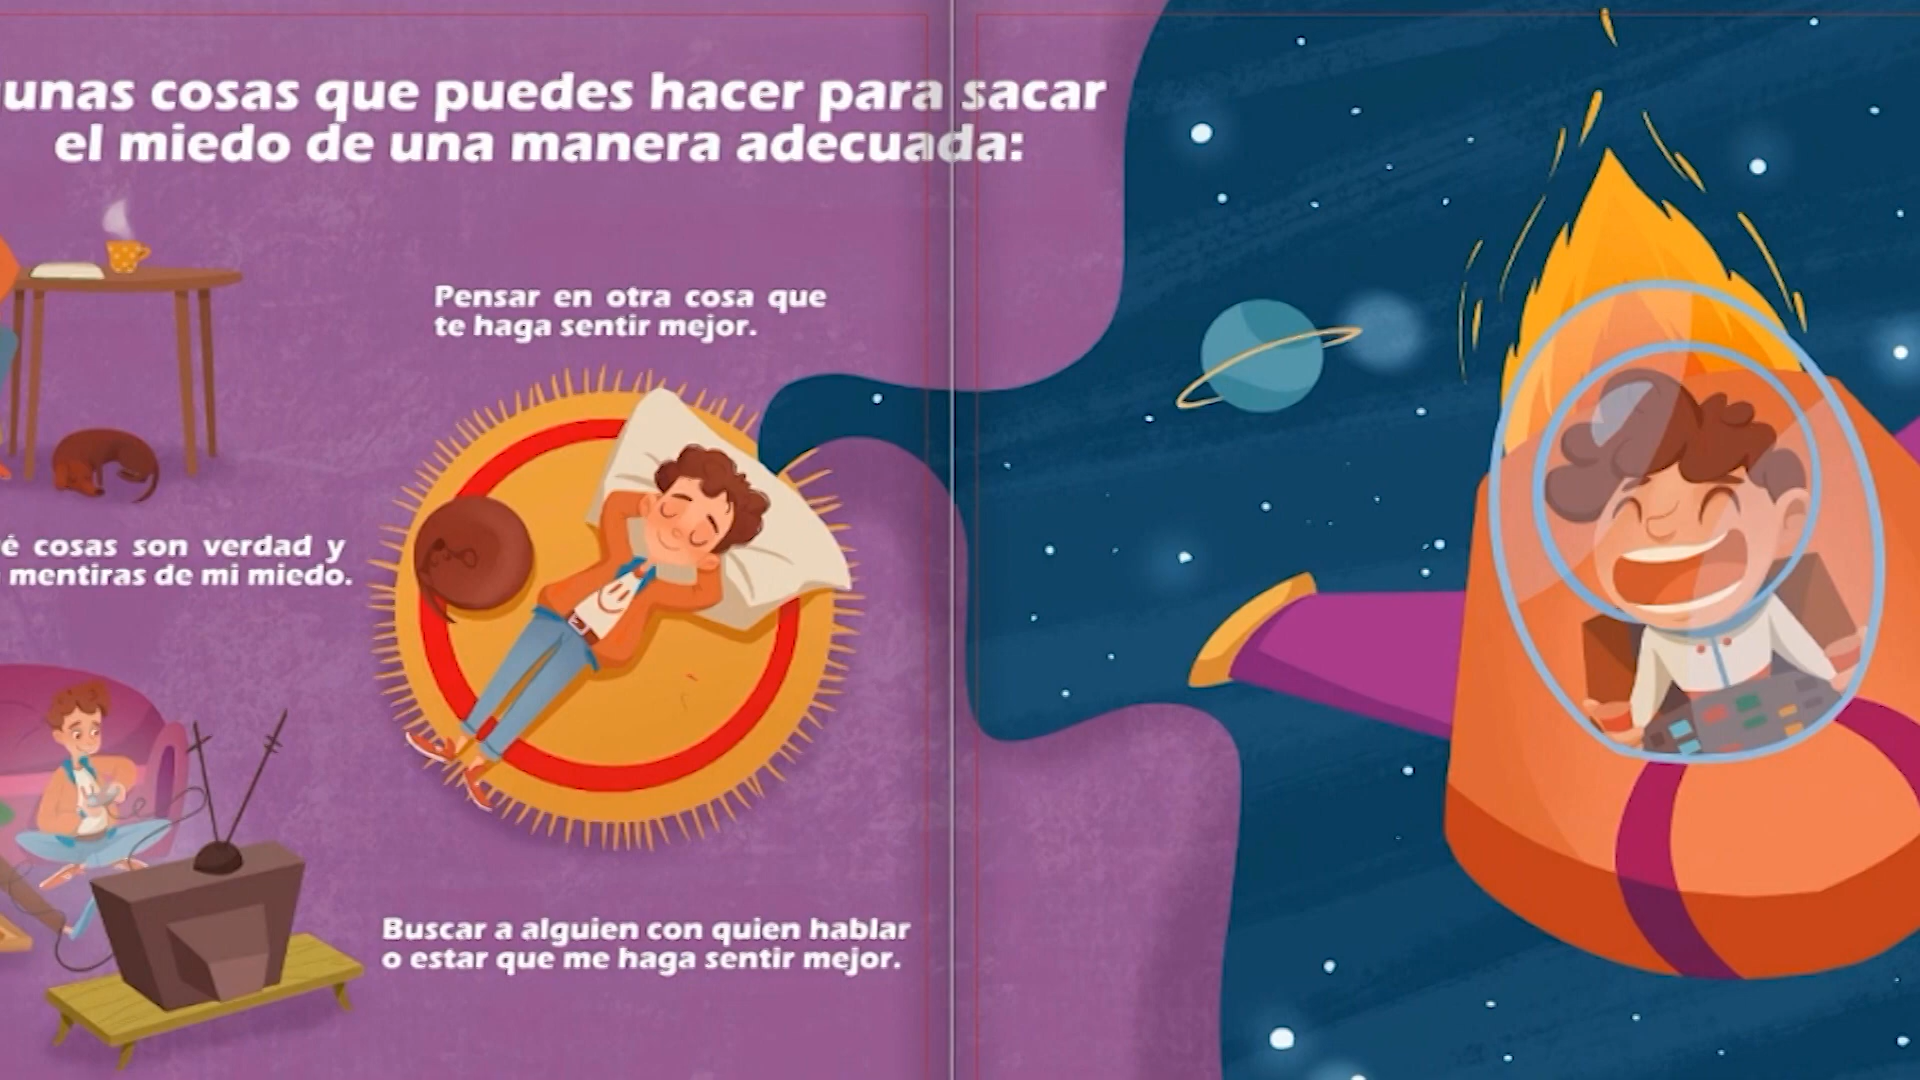 unas cosas que puedes hacer para sacar
el miedo de una manera adecuada:
Pensar en otra cosa que
te haga sentir mejor.
é cosas son verdad y
mentiras de mi miedo.
Buscar a alguien con quien hablar
o estar que me haga sentir mejor.